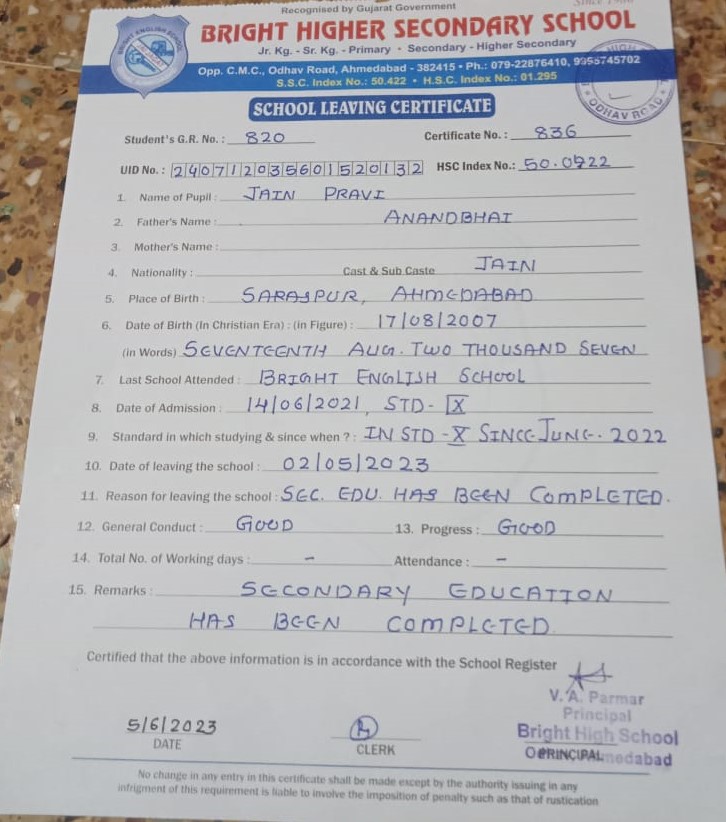 Recognised by Gujarat Government
BRIGHT HIGHER SECONDARY SCHOOL
Jr. Kg. - Sr. Kg. - Primary • Secondary - Higher Secondary
Opp. C.M.C., Odhav Road, Ahmedabad - 382415 • Ph.: 079-22876410, 9955745702
S.S.C. Index No.: 50.422 • H.S.C. Index No.: 01.295
ODHAV ROAD
SCHOOL LEAVING CERTIFICATE
Student's G.R. No. : 820 Certificate No. : 836
UID No. : 240712035601520132 HSC Index No.: 50.0722
1. Name of Pupil : JAIN PRAVI
2. Father's Name : ANANDBHAI
3. Mother's Name :
4. Nationality : Cast & Sub Caste JAIN
5. Place of Birth : SARASPUR, AHMEDABAD
6. Date of Birth (In Christian Era) : (in Figure) : 17/08/2007
(in Words) SEVENTEENTH AUG. TWO THOUSAND SEVEN
7. Last School Attended : BRIGHT ENGLISH SCHOOL
8. Date of Admission : 14/06/2021, STD - IX
9. Standard in which studying & since when ? : IN STD - X SINCE JUNE. 2022
10. Date of leaving the school : 02/05/2023
11. Reason for leaving the school : SEC. EDU. HAS BEEN COMPLETED.
12. General Conduct : GOOD 13. Progress : GOOD
14. Total No. of Working days : - Attendance : -
15. Remarks : SECONDARY EDUCATION
HAS BEEN COMPLETED.
Certified that the above information is in accordance with the School Register
V. A. Parmar
Principal
Bright High School
5/6/2023
DATE CLERK PRINCIPAL
No change in any entry in this certificate shall be made except by the authority issuing in any
infrigment of this requirement is liable to involve the imposition of penalty such as that of rustication